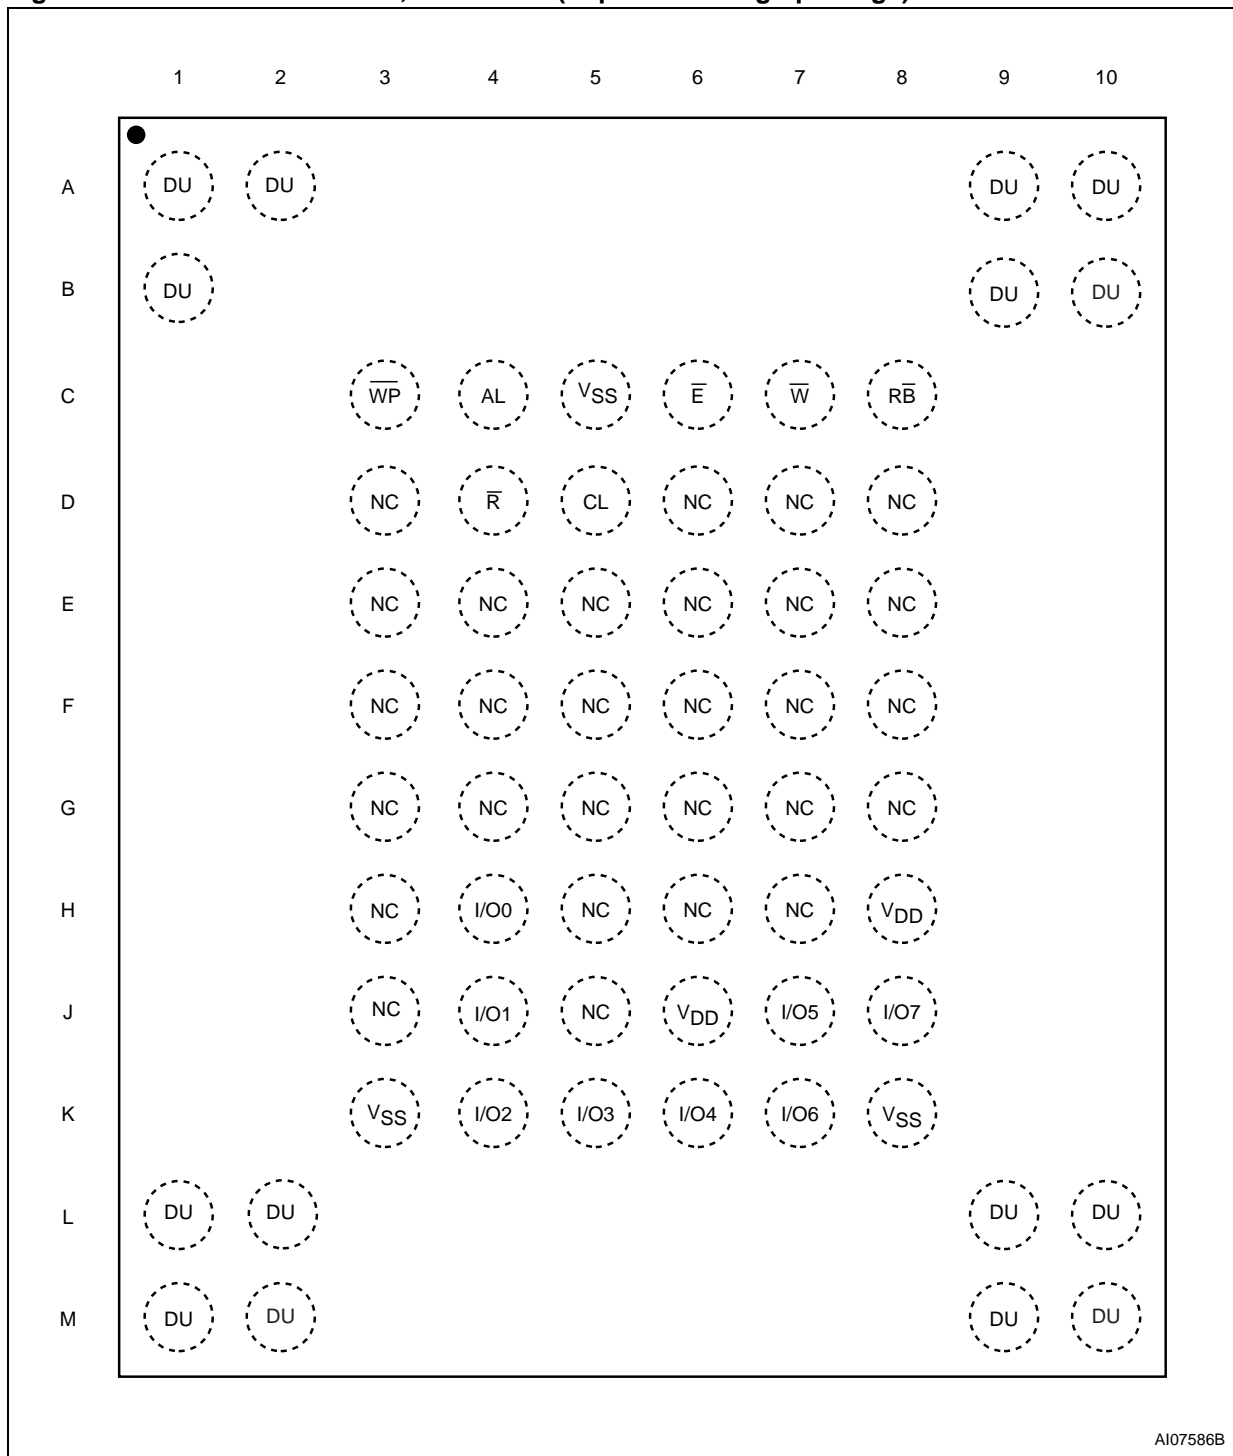 1 2 3 4 5 6 7 8 9 10
A DU DU DU DU
B DU DU DU
C W̅P̅ AL VSS E̅ W̅ RB̅
D NC R̅ CL NC NC NC
E NC NC NC NC NC NC
F NC NC NC NC NC NC
G NC NC NC NC NC NC
H NC I/O0 NC NC NC VDD
J NC I/O1 NC VDD I/O5 I/O7
K VSS I/O2 I/O3 I/O4 I/O6 VSS
L DU DU DU DU
M DU DU DU DU
AI07586B